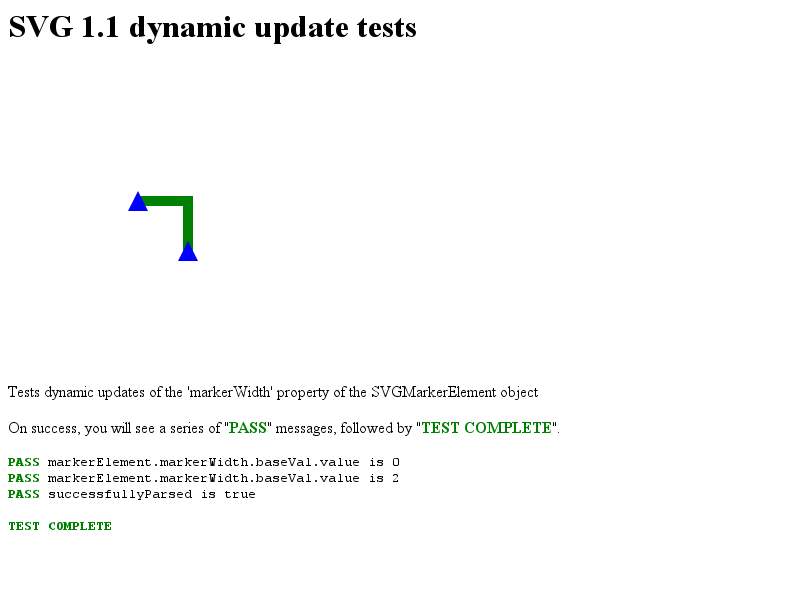 SVG 1.1 dynamic update tests
Tests dynamic updates of the 'markerWidth' property of the SVGMarkerElement object
On success, you will see a series of "PASS" messages, followed by "TEST COMPLETE".
PASS markerElement.markerWidth.baseVal.value is 0
PASS markerElement.markerWidth.baseVal.value is 2
PASS successfullyParsed is true
TEST COMPLETE